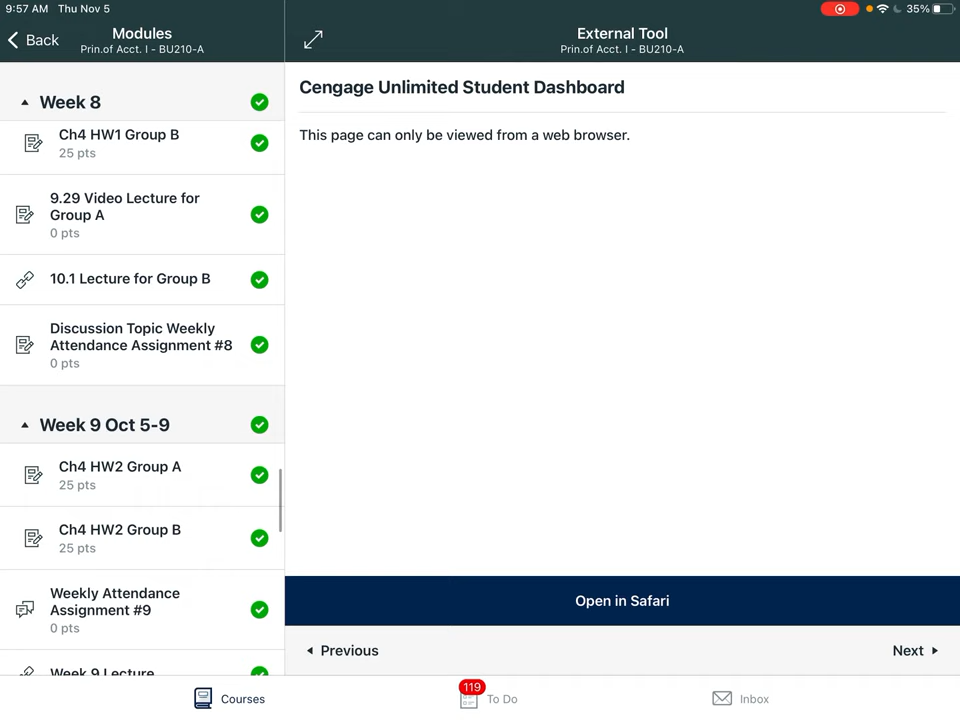 9:57 AM Thu Nov 5
35%
Back
Modules
Prin.of Acct. I - BU210-A
External Tool
Prin.of Acct. I - BU210-A
Week 8
Ch4 HW1 Group B
25 pts
9.29 Video Lecture for
Group A
0 pts
10.1 Lecture for Group B
Discussion Topic Weekly
Attendance Assignment #8
0 pts
Week 9 Oct 5-9
Ch4 HW2 Group A
25 pts
Ch4 HW2 Group B
25 pts
Weekly Attendance
Assignment #9
0 pts
Week 9 Lecture
Cengage Unlimited Student Dashboard
This page can only be viewed from a web browser.
Open in Safari
Previous
Next
Courses
119
To Do
Inbox